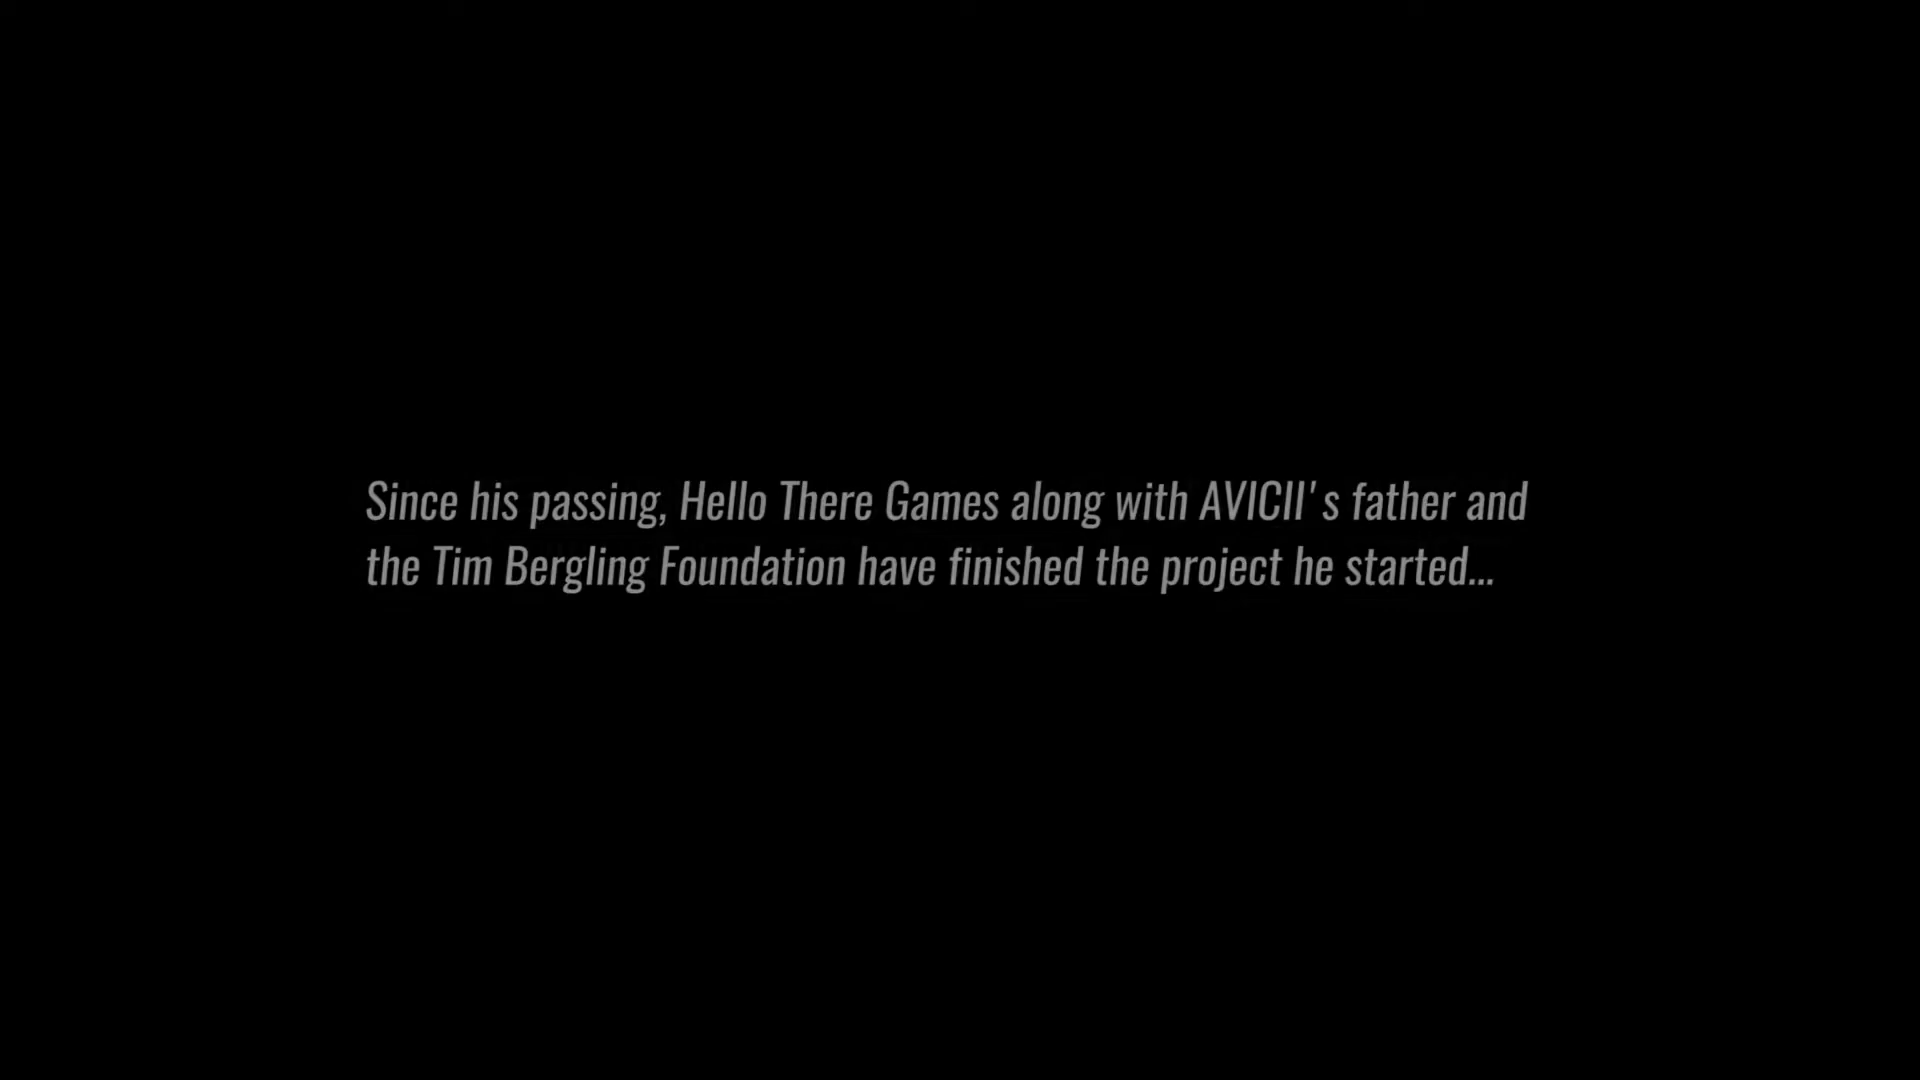 Since his passing, Hello There Games along with AVICII's father and
the Tim Bergling Foundation have finished the project he started...